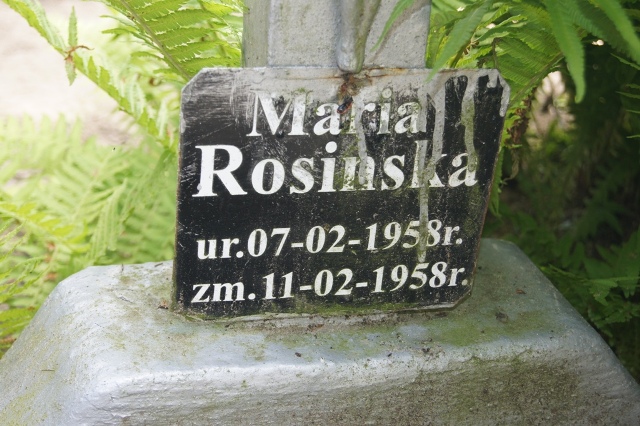 Maria
Rosinska
ur.07-02-1958r.
zm.11-02-1958r.